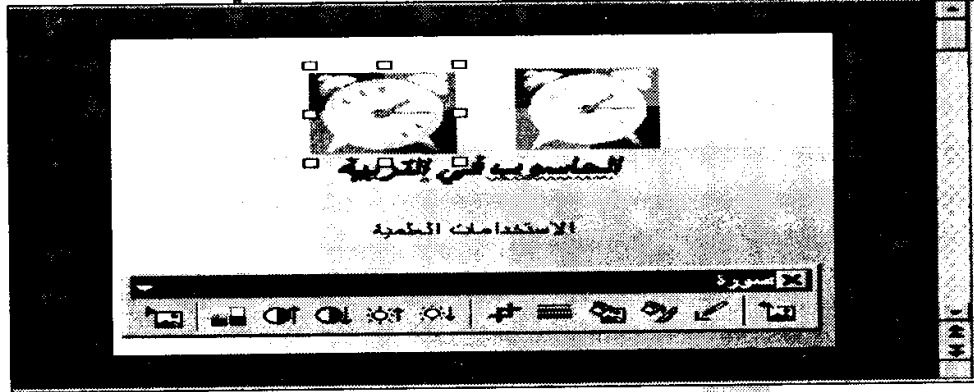 الحاسوب في التربية
الاستخدامات العلمية
صورة